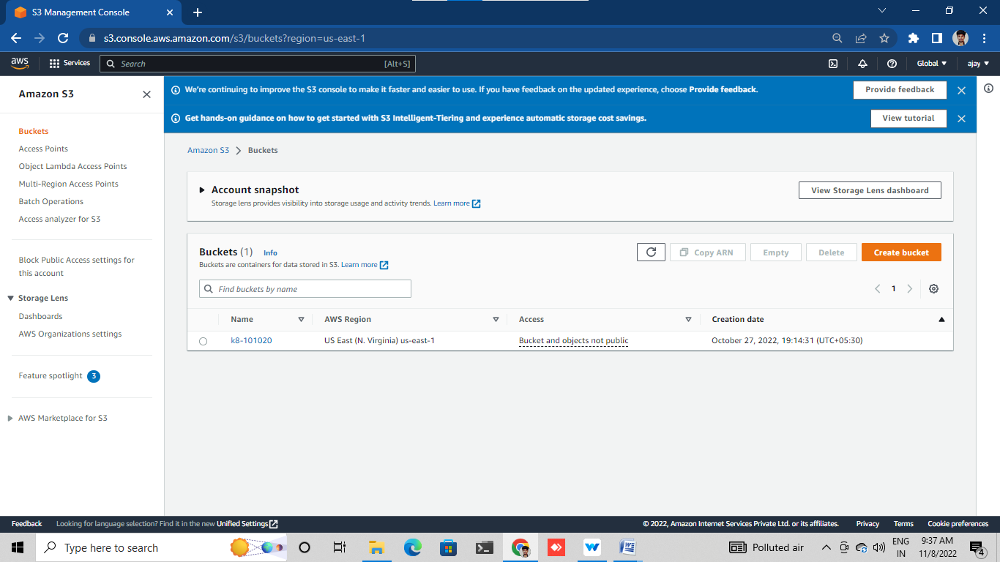 S3 Management Console
s3.console.aws.amazon.com/s3/buckets?region=us-east-1
aws
Services
Search
[Alt+S]
Global
ajay
Amazon S3
We're continuing to improve the S3 console to make it faster and easier to use. If you have feedback on the updated experience, choose Provide feedback.
Provide feedback
Get hands-on guidance on how to get started with S3 Intelligent-Tiering and experience automatic storage cost savings.
View tutorial
Buckets
Access Points
Object Lambda Access Points
Multi-Region Access Points
Batch Operations
Access analyzer for S3
Block Public Access settings for
this account
Storage Lens
Dashboards
AWS Organizations settings
Feature spotlight 3
AWS Marketplace for S3
Amazon S3 > Buckets
Account snapshot
Storage lens provides visibility into storage usage and activity trends. Learn more
View Storage Lens dashboard
Buckets (1) Info
Buckets are containers for data stored in S3. Learn more
Copy ARN
Empty
Delete
Create bucket
Find buckets by name
1
Name AWS Region Access Creation date
k8-101020 US East (N. Virginia) us-east-1 Bucket and objects not public October 27, 2022, 19:14:31 (UTC+05:30)
Feedback Looking for language selection? Find it in the new Unified Settings © 2022, Amazon Internet Services Private Ltd. or its affiliates. Privacy Terms Cookie preferences
Type here to search
Polluted air
ENG
IN
9:37 AM
11/8/2022
4